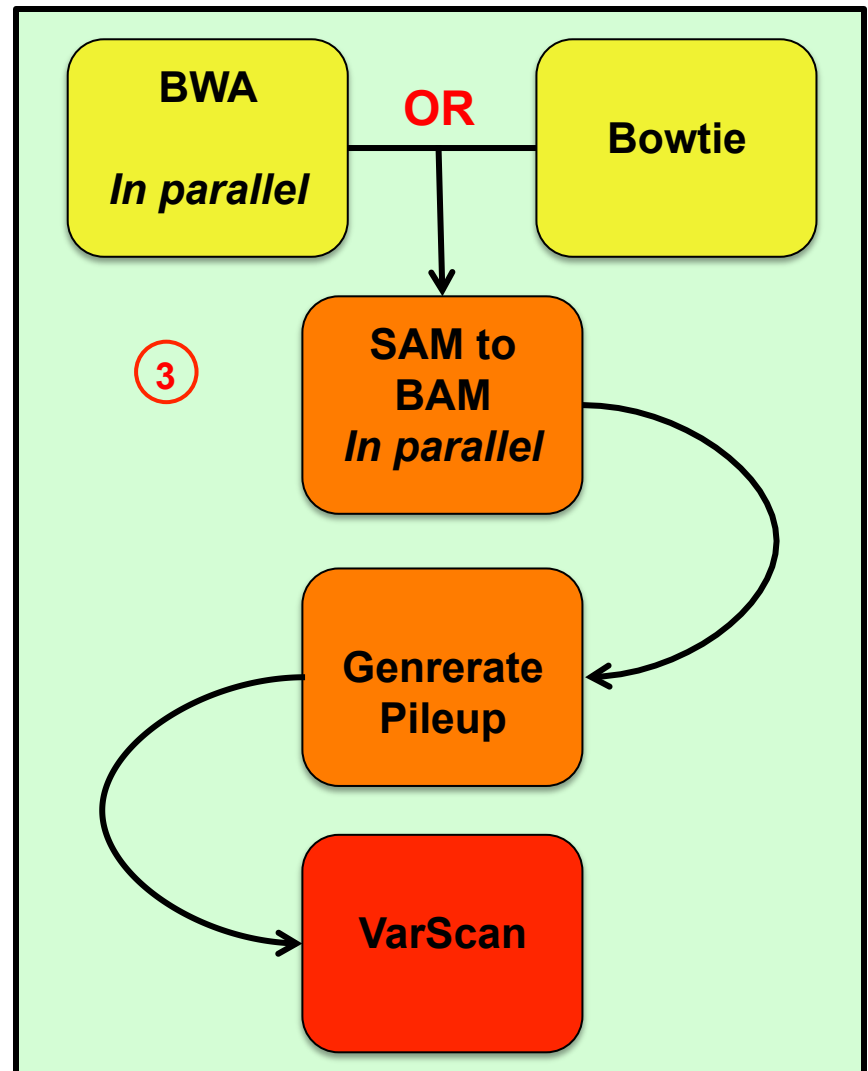 BWA
In parallel
OR
Bowtie
SAM to
BAM
In parallel
3
Genrerate
Pileup
VarScan